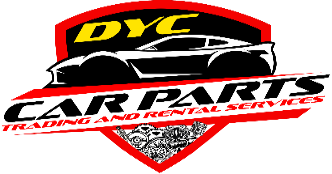 DYC
CAR PARTS
TRADING AND RENTAL SERVICES